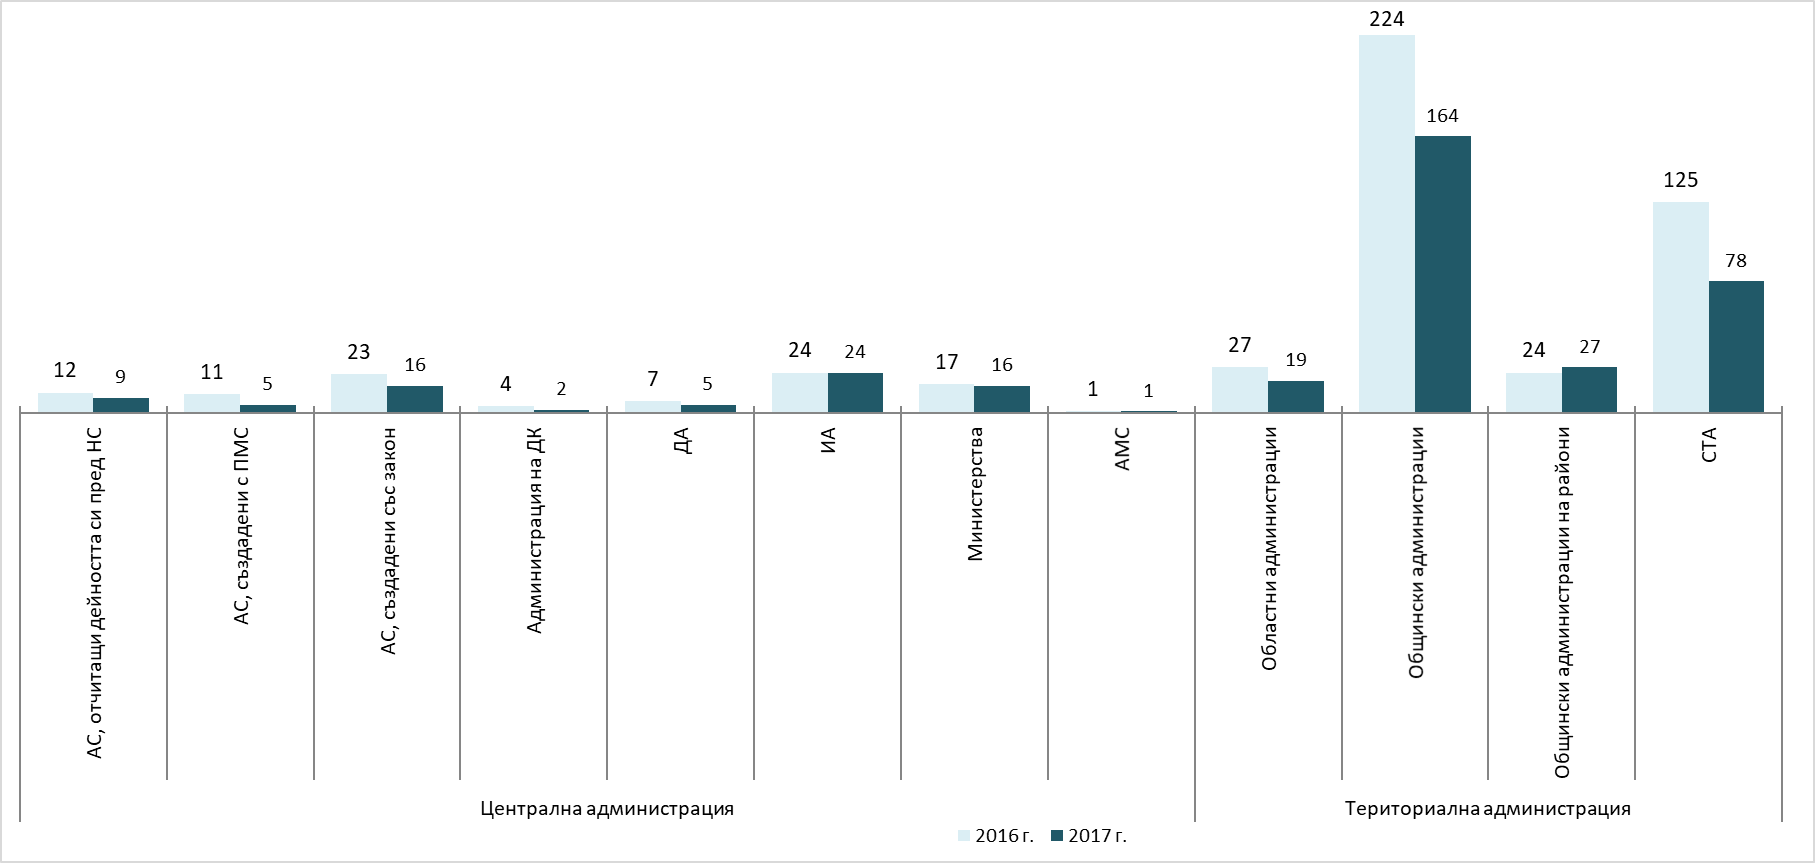 224
164
125
78
12
9
11
5
23
16
4
2
7
5
24
24
17
16
1
1
27
19
24
27
АС, отчитащи дейността си пред НС
АС, създадени с ПМС
АС, създадени със закон
Администрация на ДК
ДА
ИА
Министерства
АМС
Областни администрации
Общински администрации
Общински администрации на райони
СТА
Централна администрация
Териториална администрация
2016 г.
2017 г.